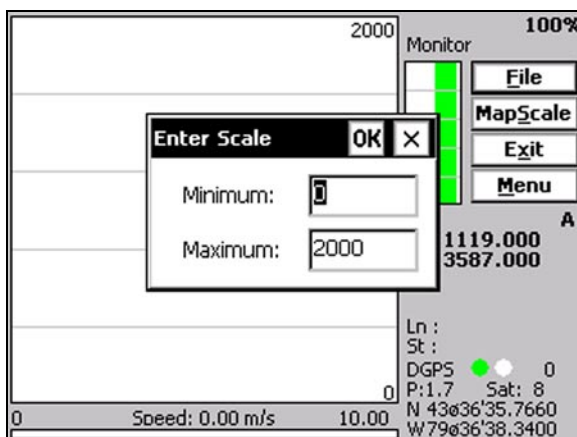 2000
100%
Monitor
File
MapScale
Exit
Menu
Enter Scale OK ×
Minimum: 0
Maximum: 2000
A
1119.000
3587.000
Ln :
St :
DGPS 0
P:1.7 Sat: 8
N 43ø36'35.7660
W79ø36'38.3400
0
0 Speed: 0.00 m/s 10.00